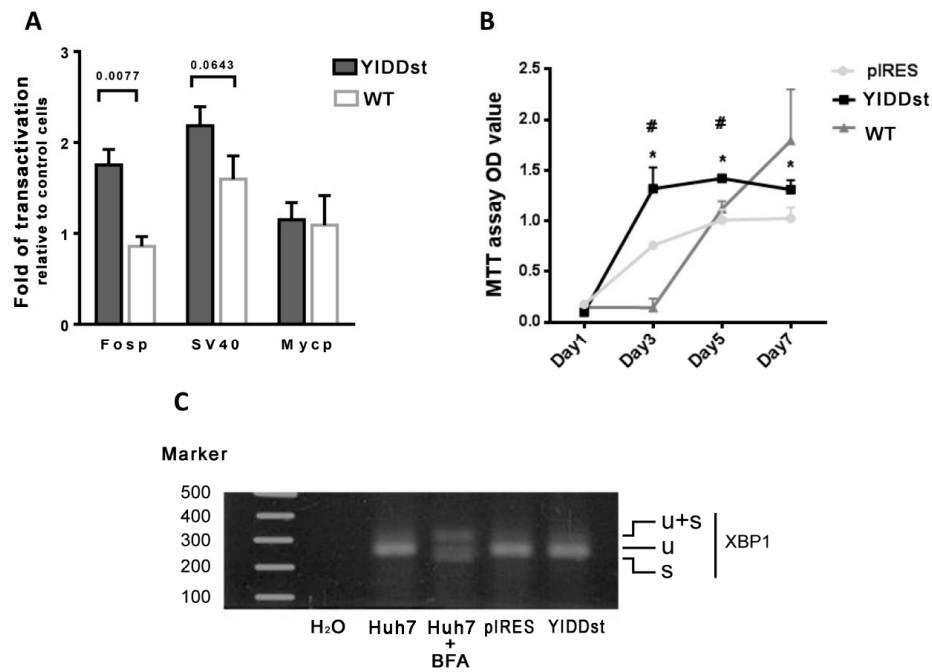 A
3
2
1
0
Fold of transactivation
relative to control cells
0.0077
0.0643
YIDDst
WT
Fosp
SV40
Mycp
B
pIRES
YIDDst
WT
MTT assay OD value
2.5
2.0
1.5
1.0
0.5
0.0
#
#
*
*
*
Day1
Day3
Day5
Day7
C
Marker
500
400
300
200
100
u+s
u
s
XBP1
H₂O
Huh7
Huh7
+
BFA
pIRES
YIDDst